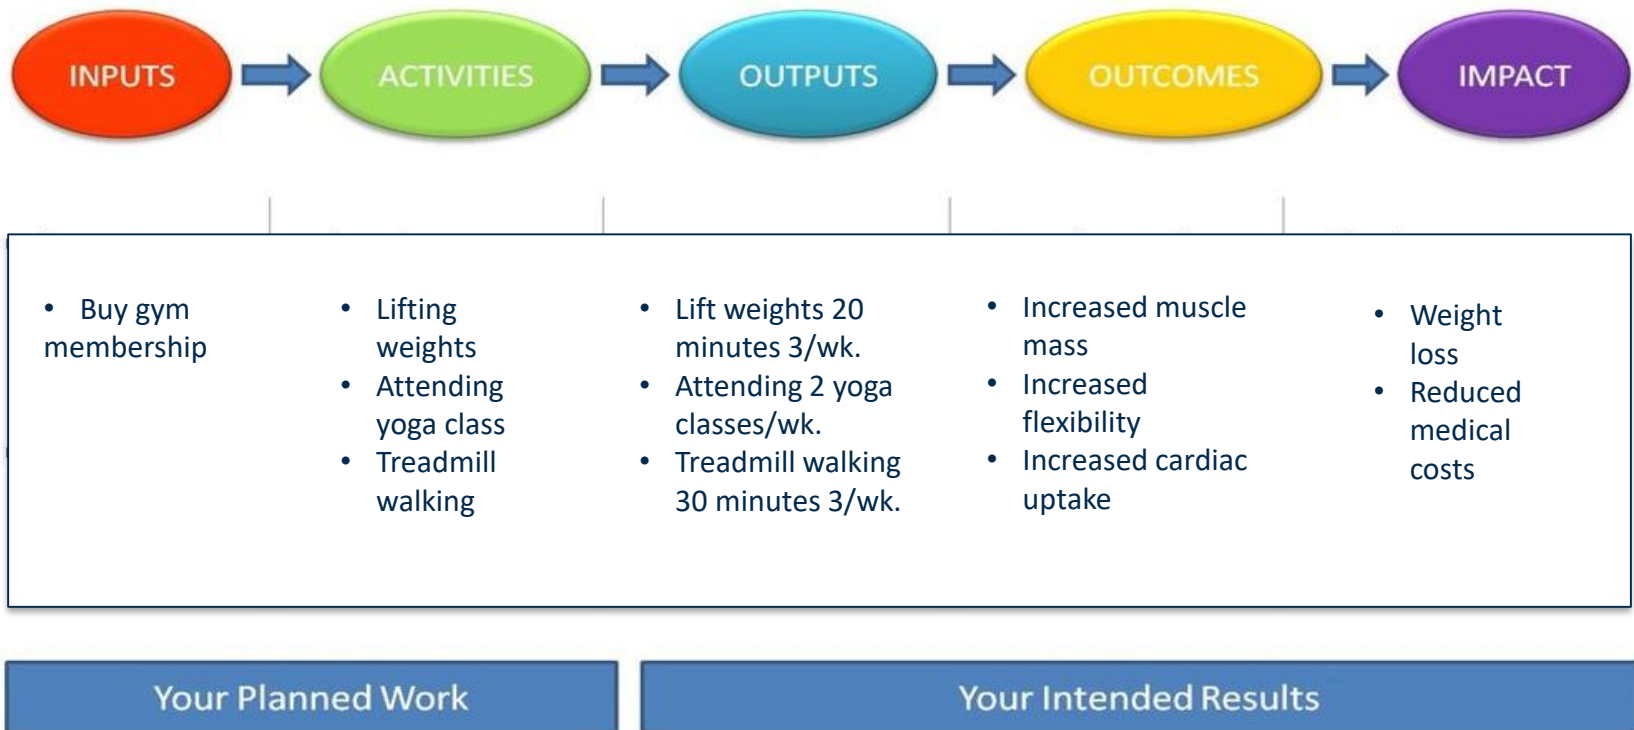 INPUTS
ACTIVITIES
OUTPUTS
OUTCOMES
IMPACT
• Buy gym
membership
• Lifting
weights
• Attending
yoga class
• Treadmill
walking
• Lift weights 20
minutes 3/wk.
• Attending 2 yoga
classes/wk.
• Treadmill walking
30 minutes 3/wk.
• Increased muscle
mass
• Increased
flexibility
• Increased cardiac
uptake
• Weight
loss
• Reduced
medical
costs
Your Planned Work
Your Intended Results